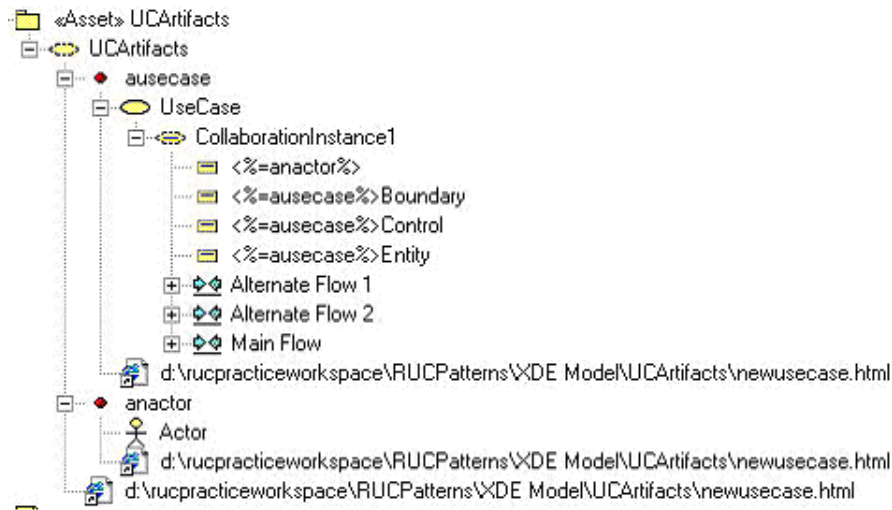 «Asset» UCArtifacts
UCArtifacts
ausecase
UseCase
CollaborationInstance1
<%=anactor%>
<%=ausecase%>Boundary
<%=ausecase%>Control
<%=ausecase%>Entity
Alternate Flow 1
Alternate Flow 2
Main Flow
d:\rucpracticeworkspace\RUCPatterns\XDE Model\UCArtifacts\newusecase.html
anactor
Actor
d:\rucpracticeworkspace\RUCPatterns\XDE Model\UCArtifacts\newusecase.html
d:\rucpracticeworkspace\RUCPatterns\XDE Model\UCArtifacts\newusecase.html